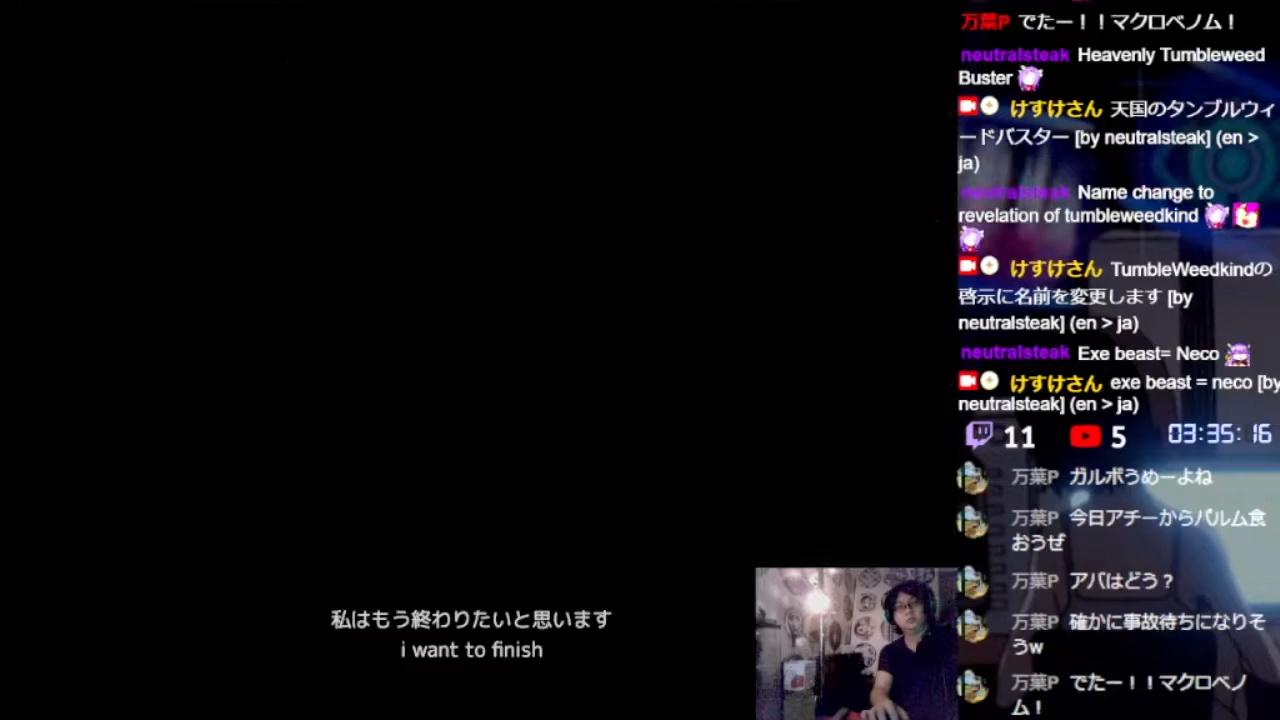 万葉P でたー！！マクロベノム！
neutralsteak Heavenly Tumbleweed
Buster
けすけさん 天国のタンブルウィ
ードバスター [by neutralsteak] (en >
ja)
neutralsteak Name change to
revelation of tumbleweedkind
けすけさん TumbleWeedkindの
啓示に名前を変更します [by
neutralsteak] (en > ja)
neutralsteak Exe beast= Neco
けすけさん exe beast = neco [by
neutralsteak] (en > ja)
11 5 03:35:16
万葉P ガルボうめーよね
万葉P 今日アチーからパルム食
おうぜ
万葉P アバはどう？
万葉P 確かに事故待ちになりそ
うw
万葉P でたー！！マクロベノ
ム！
私はもう終わりたいと思います
i want to finish